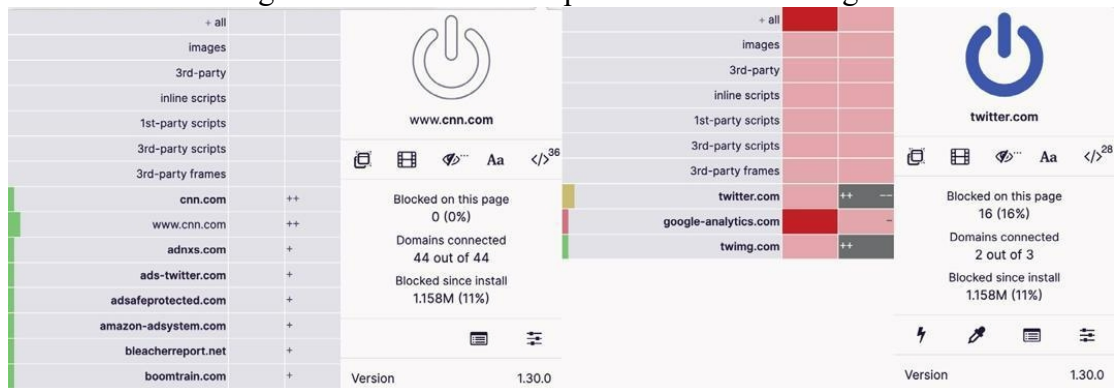 + all
images
3rd-party
inline scripts
1st-party scripts
3rd-party scripts
3rd-party frames
cnn.com ++
www.cnn.com ++
adnxs.com +
ads-twitter.com +
adsafeprotected.com +
amazon-adsystem.com +
bleacherreport.net +
boomtrain.com +
www.cnn.com
Aa </> 36
Blocked on this page
0 (0%)
Domains connected
44 out of 44
Blocked since install
1.158M (11%)
Version 1.30.0
+ all
images
3rd-party
inline scripts
1st-party scripts
3rd-party scripts
3rd-party frames
twitter.com ++ --
google-analytics.com -
twimg.com ++
twitter.com
Aa </> 28
Blocked on this page
16 (16%)
Domains connected
2 out of 3
Blocked since install
1.158M (11%)
Version 1.30.0